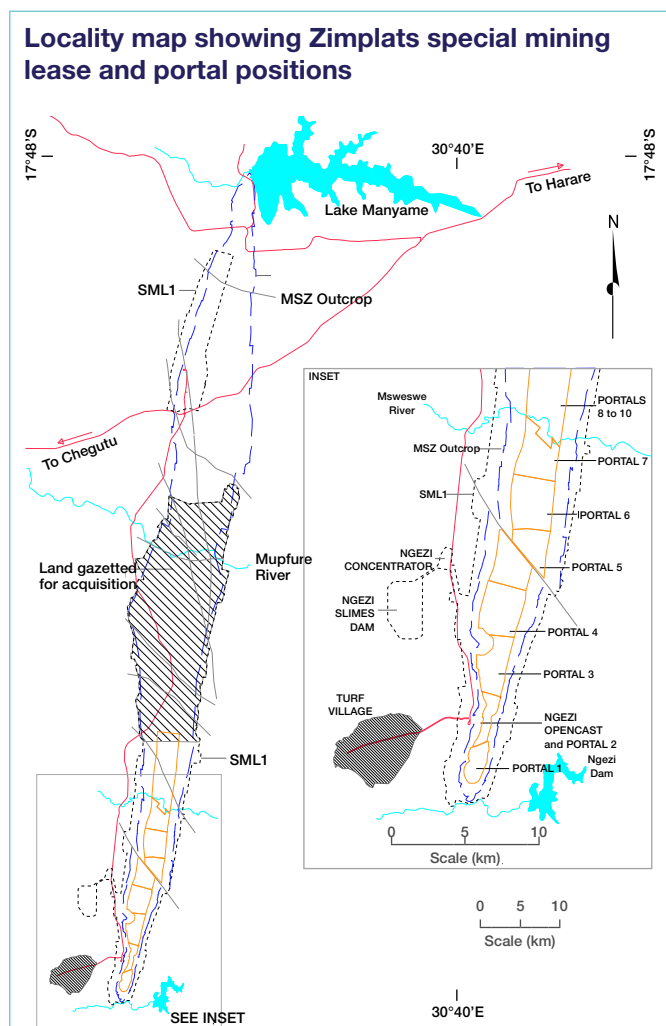 Locality map showing Zimplats special mining
lease and portal positions
17°48'S
30°40'E
17°48'S
To Harare
Lake Manyame
N
SML1
MSZ Outcrop
To Chegutu
Land gazetted
for acquisition
Mupfure
River
SML1
SEE INSET
INSET
Msweswe
River
PORTALS
8 to 10
MSZ Outcrop
PORTAL 7
SML1
PORTAL 6
NGEZI
CONCENTRATOR
PORTAL 5
NGEZI
SLIMES
DAM
PORTAL 4
PORTAL 3
TURF
VILLAGE
NGEZI
OPENCAST
and PORTAL 2
PORTAL 1
Ngezi
Dam
0 5 10
Scale (km)
0 5 10
Scale (km)
30°40'E